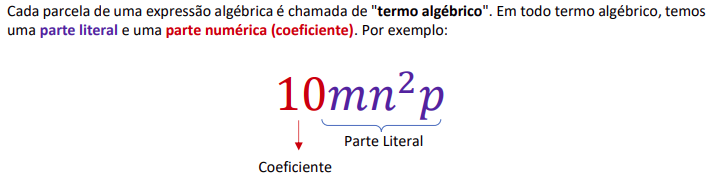 Cada parcela de uma expressão algébrica é chamada de "termo algébrico". Em todo termo algébrico, temos
uma parte literal e uma parte numérica (coeficiente). Por exemplo:
10mn²p
Parte Literal
Coeficiente